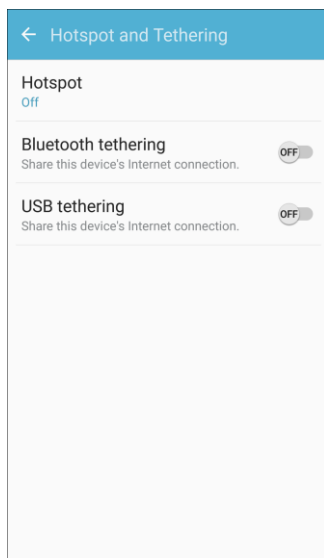 Hotspot and Tethering
Hotspot
Off
Bluetooth tethering
Share this device's Internet connection.
OFF
USB tethering
Share this device's Internet connection.
OFF